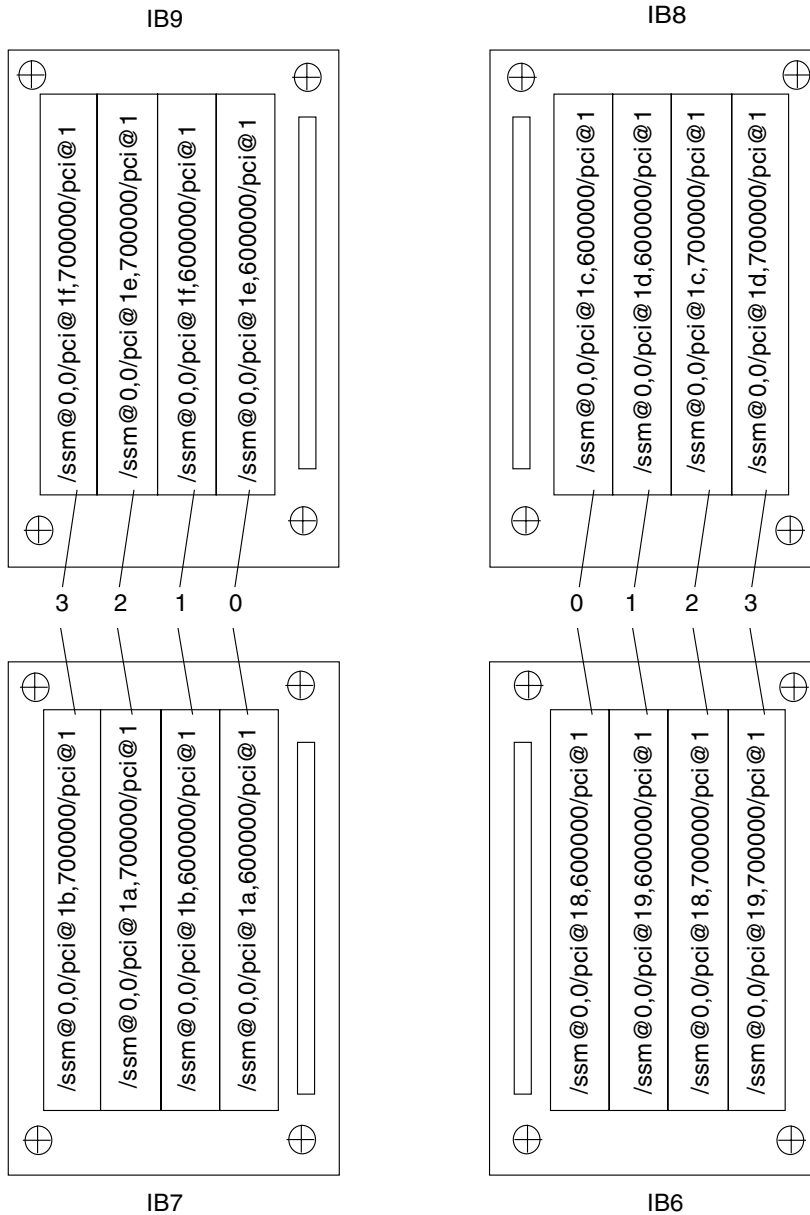 IB9
IB8
/ssm@0,0/pci@1f,700000/pci@1
/ssm@0,0/pci@1e,700000/pci@1
/ssm@0,0/pci@1f,600000/pci@1
/ssm@0,0/pci@1e,600000/pci@1
/ssm@0,0/pci@1c,600000/pci@1
/ssm@0,0/pci@1d,600000/pci@1
/ssm@0,0/pci@1c,700000/pci@1
/ssm@0,0/pci@1d,700000/pci@1
3 2 1 0
0 1 2 3
/ssm@0,0/pci@1b,700000/pci@1
/ssm@0,0/pci@1a,700000/pci@1
/ssm@0,0/pci@1b,600000/pci@1
/ssm@0,0/pci@1a,600000/pci@1
/ssm@0,0/pci@18,600000/pci@1
/ssm@0,0/pci@19,600000/pci@1
/ssm@0,0/pci@18,700000/pci@1
/ssm@0,0/pci@19,700000/pci@1
IB7
IB6